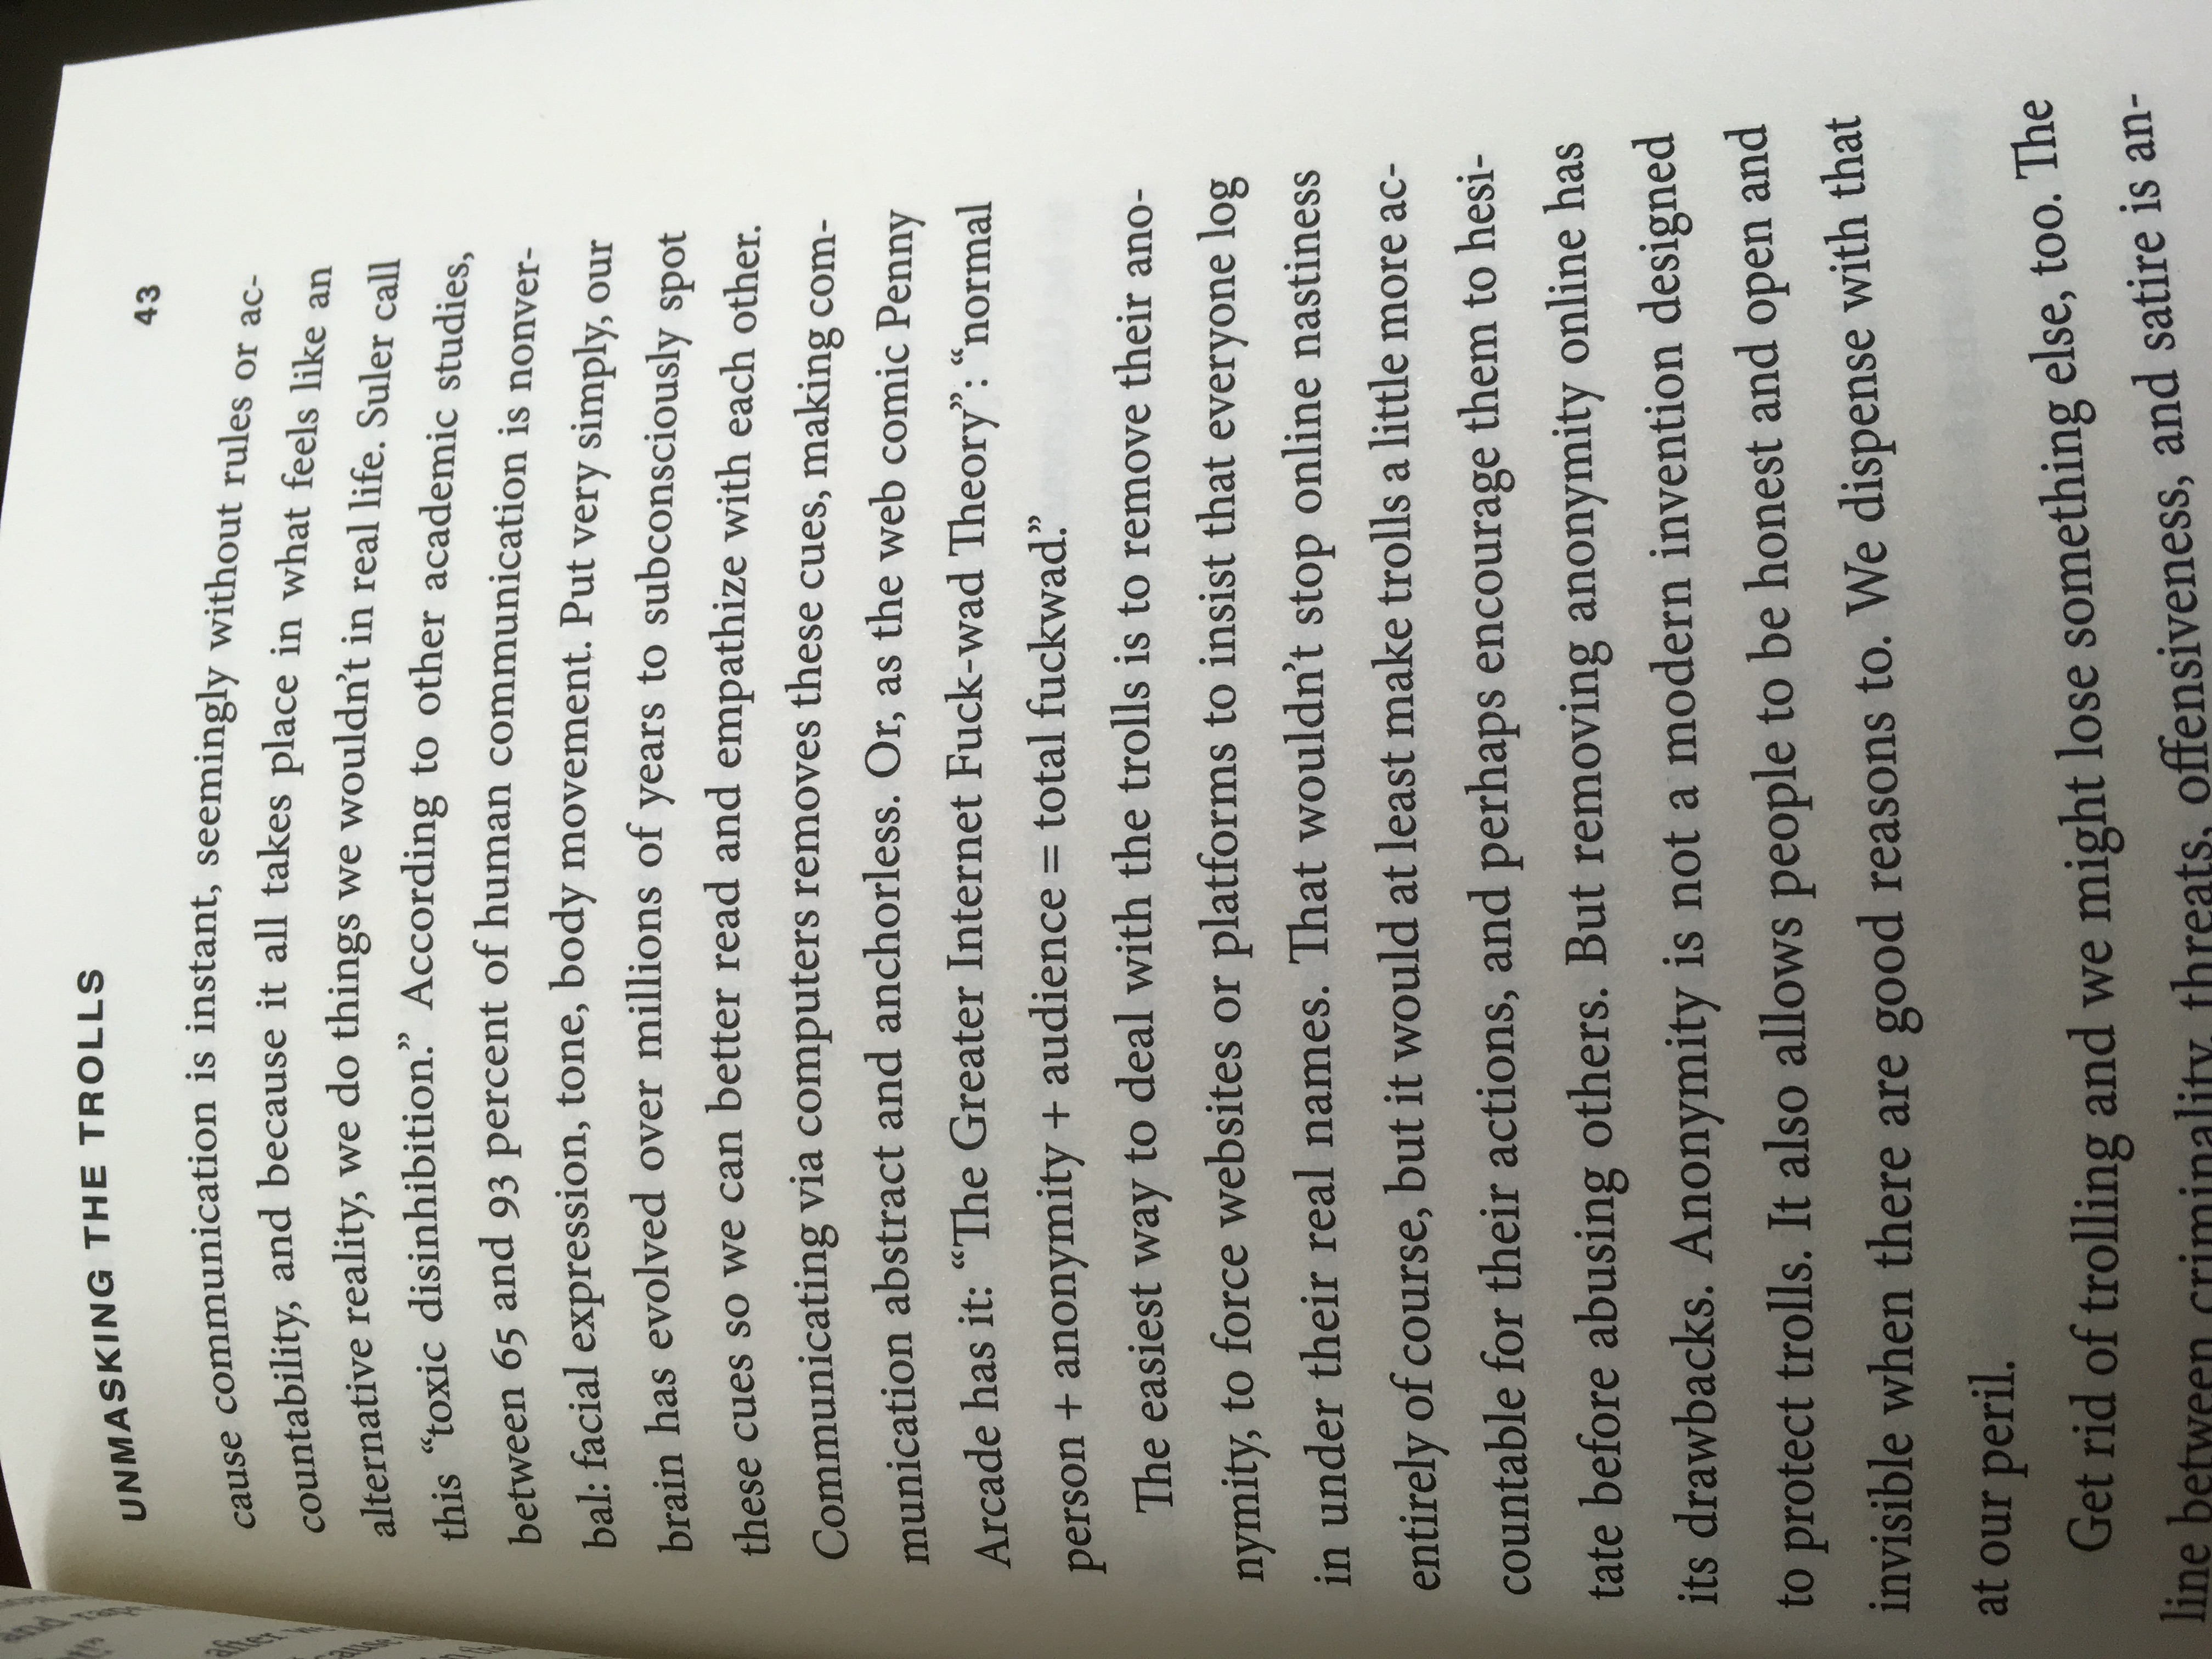 UNMASKING THE TROLLS
43
cause communication is instant, seemingly without rules or ac-
countability, and because it all takes place in what feels like an
alternative reality, we do things we wouldn’t in real life. Suler call
this “toxic disinhibition.” According to other academic studies,
between 65 and 93 percent of human communication is nonver-
bal: facial expression, tone, body movement. Put very simply, our
brain has evolved over millions of years to subconsciously spot
these cues so we can better read and empathize with each other.
Communicating via computers removes these cues, making com-
munication abstract and anchorless. Or, as the web comic Penny
Arcade has it: “The Greater Internet Fuck-wad Theory”: “normal
person + anonymity + audience = total fuckwad.”
The easiest way to deal with the trolls is to remove their ano-
nymity, to force websites or platforms to insist that everyone log
in under their real names. That wouldn’t stop online nastiness
entirely of course, but it would at least make trolls a little more ac-
countable for their actions, and perhaps encourage them to hesi-
tate before abusing others. But removing anonymity online has
its drawbacks. Anonymity is not a modern invention designed
to protect trolls. It also allows people to be honest and open and
invisible when there are good reasons to. We dispense with that
at our peril.
Get rid of trolling and we might lose something else, too. The
line between criminality, threats, offensiveness, and satire is an-